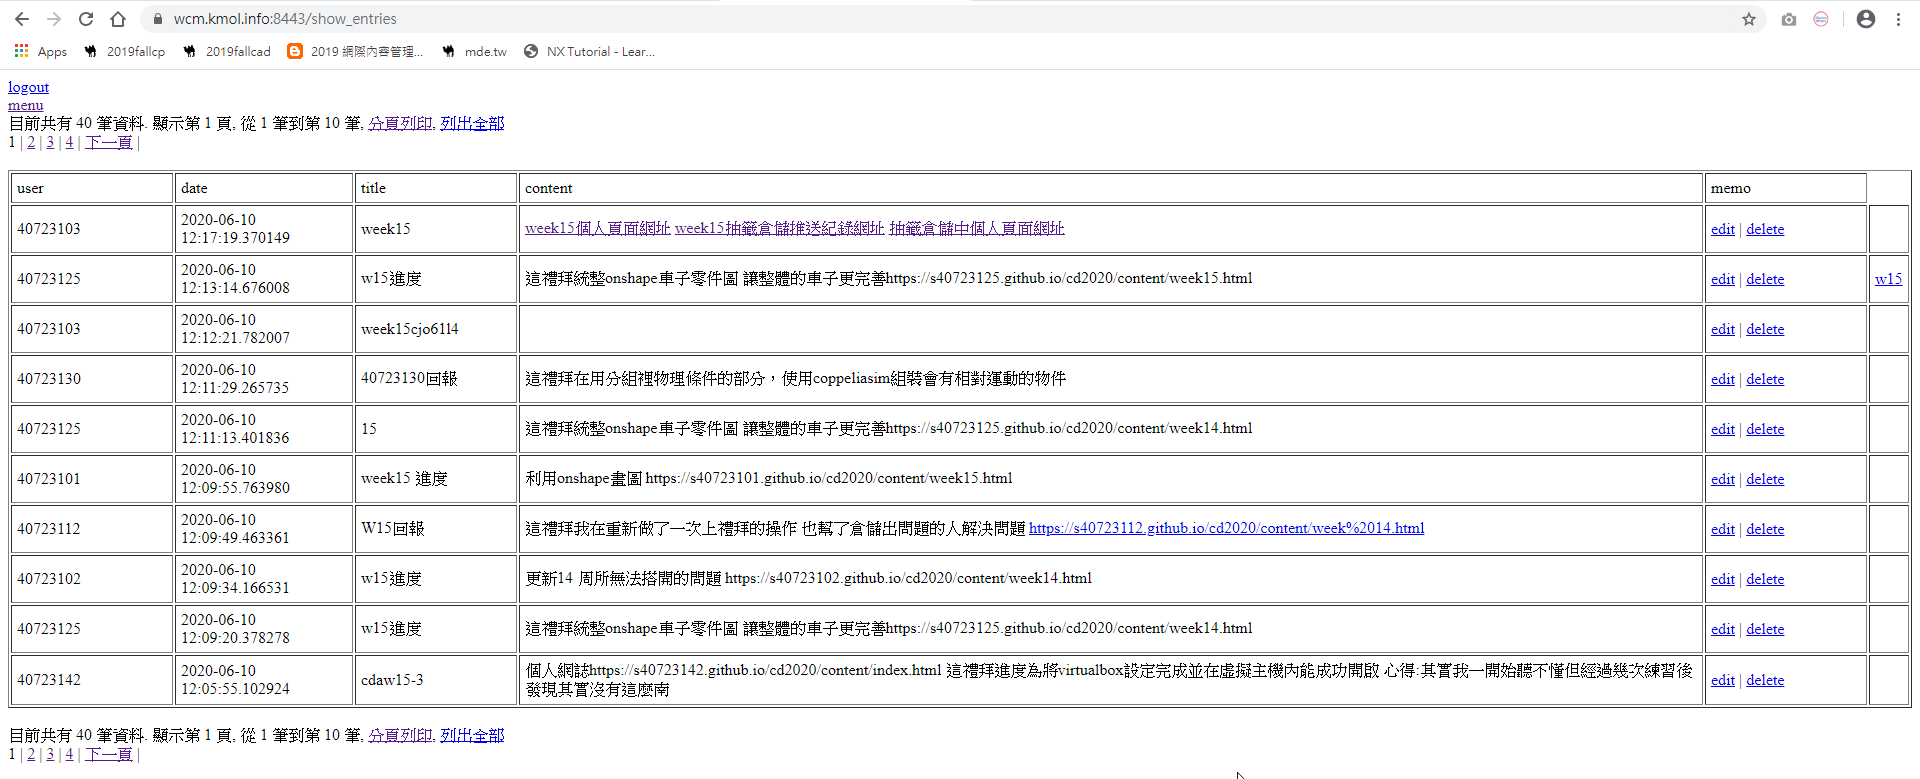 wcm.kmol.info:8443/show_entries
Apps 2019fallcp 2019fallcad 2019 網際內容管理... mde.tw NX Tutorial - Lear...
logout
menu
目前共有 40 筆資料. 顯示第 1 頁, 從 1 筆到第 10 筆, 分頁列印, 列出全部
1 | 2 | 3 | 4 | 下一頁 |
user date title content memo
40723103 2020-06-10 12:17:19.370149 week15 week15個人頁面網址 week15抽籤倉儲推送紀錄網址 抽籤倉儲中個人頁面網址 edit | delete
40723125 2020-06-10 12:13:14.676008 w15進度 這禮拜統整onshape車子零件圖 讓整體的車子更完善https://s40723125.github.io/cd2020/content/week15.html edit | delete w15
40723103 2020-06-10 12:12:21.782007 week15cjo6114 edit | delete
40723130 2020-06-10 12:11:29.265735 40723130回報 這禮拜在用分組裡物理條件的部分，使用coppeliasim組裝會有相對運動的物件 edit | delete
40723125 2020-06-10 12:11:13.401836 15 這禮拜統整onshape車子零件圖 讓整體的車子更完善https://s40723125.github.io/cd2020/content/week14.html edit | delete
40723101 2020-06-10 12:09:55.763980 week15 進度 利用onshape畫圖 https://s40723101.github.io/cd2020/content/week15.html edit | delete
40723112 2020-06-10 12:09:49.463361 W15回報 這禮拜我在重新做了一次上禮拜的操作 也幫了倉儲出問題的人解決問題 https://s40723112.github.io/cd2020/content/week%2014.html edit | delete
40723102 2020-06-10 12:09:34.166531 w15進度 更新14 周所無法搭開的問題 https://s40723102.github.io/cd2020/content/week14.html edit | delete
40723125 2020-06-10 12:09:20.378278 w15進度 這禮拜統整onshape車子零件圖 讓整體的車子更完善https://s40723125.github.io/cd2020/content/week14.html edit | delete
40723142 2020-06-10 12:05:55.102924 cdaw15-3 個人網誌https://s40723142.github.io/cd2020/content/index.html 這禮拜進度為將virtualbox設定完成並在虛擬主機內能成功開啟 心得:其實我一開始聽不懂但經過幾次練習後
發現其實沒有這麼南 edit | delete
目前共有 40 筆資料. 顯示第 1 頁, 從 1 筆到第 10 筆, 分頁列印, 列出全部
1 | 2 | 3 | 4 | 下一頁 |